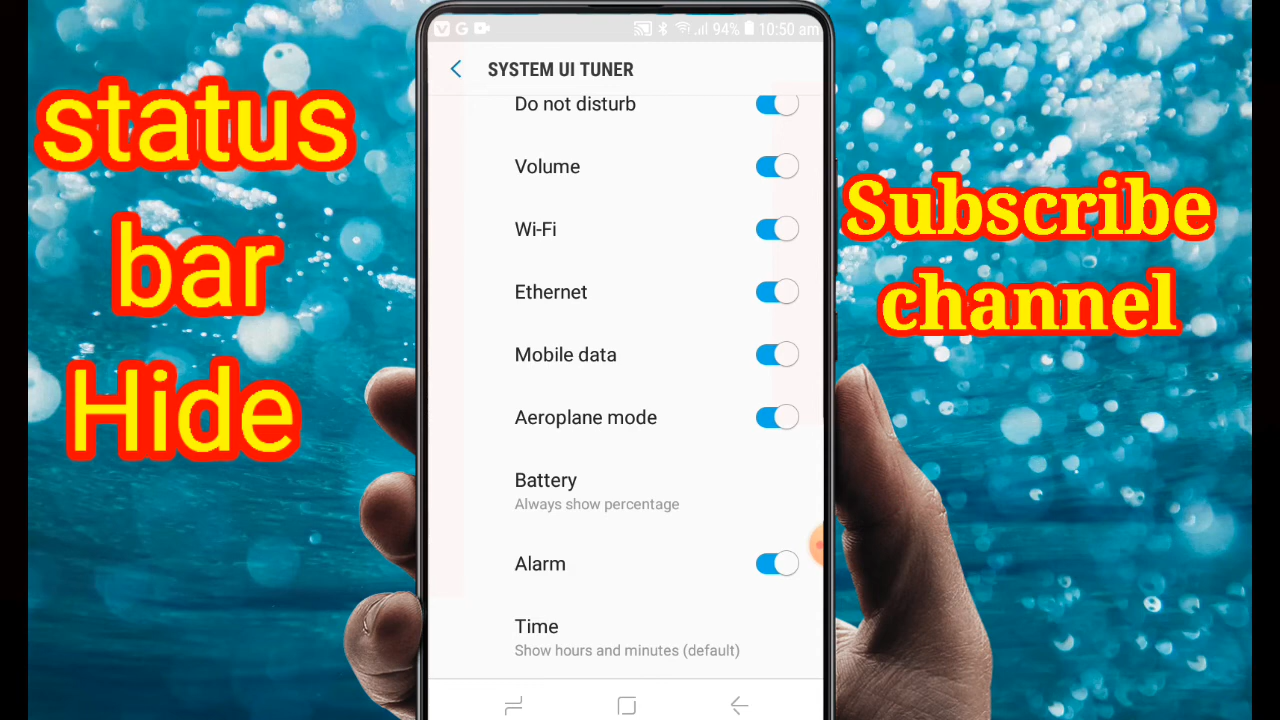 status
bar
Hide
94% 10:50 am
SYSTEM UI TUNER
Do not disturb
Volume
Wi-Fi
Ethernet
Mobile data
Aeroplane mode
Battery
Always show percentage
Alarm
Time
Show hours and minutes (default)
Subscribe
channel